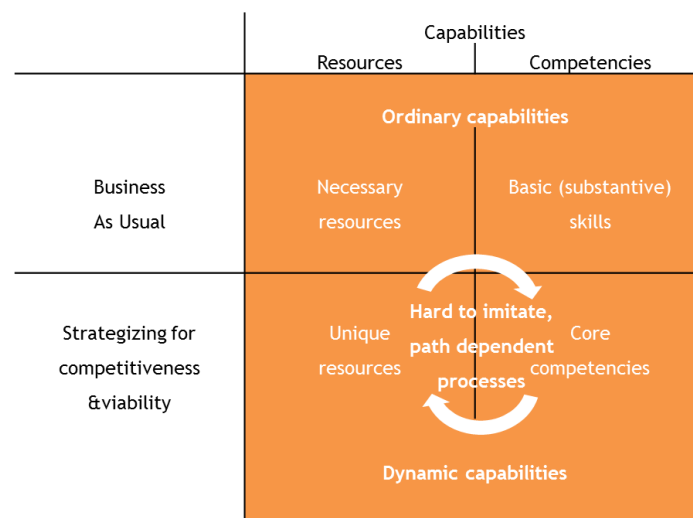 Capabilities
Resources
Competencies
Ordinary capabilities
Business
As Usual
Necessary
resources
Basic (substantive)
skills
Strategizing for
competitiveness
&viability
Unique
resources
Hard to imitate,
path dependent
processes
Core
competencies
Dynamic capabilities